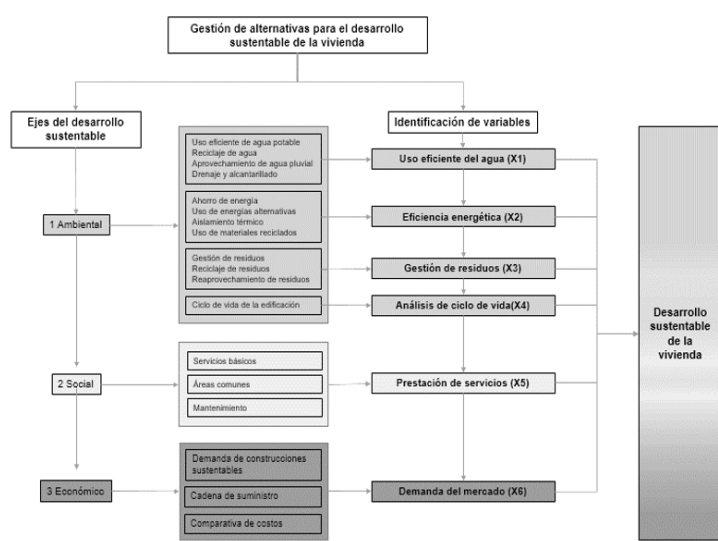 Gestión de alternativas para el desarrollo
sustentable de la vivienda
Ejes del desarrollo
sustentable
Identificación de variables
Uso eficiente de agua potable
Reciclaje de agua
Aprovechamiento de agua pluvial
Drenaje y alcantarillado
Uso eficiente del agua (X1)
1 Ambiental
Ahorro de energía
Uso de energías alternativas
Aislamiento térmico
Uso de materiales reciclados
Eficiencia energética (X2)
Gestión de residuos
Reciclaje de residuos
Reaprovechamiento de residuos
Gestión de residuos (X3)
Ciclo de vida de la edificación
Análisis de ciclo de vida(X4)
Desarrollo
sustentable
de la
vivienda
2 Social
Servicios básicos
Áreas comunes
Mantenimiento
Prestación de servicios (X5)
3 Económico
Demanda de construcciones
sustentables
Cadena de suministro
Comparativa de costos
Demanda del mercado (X6)